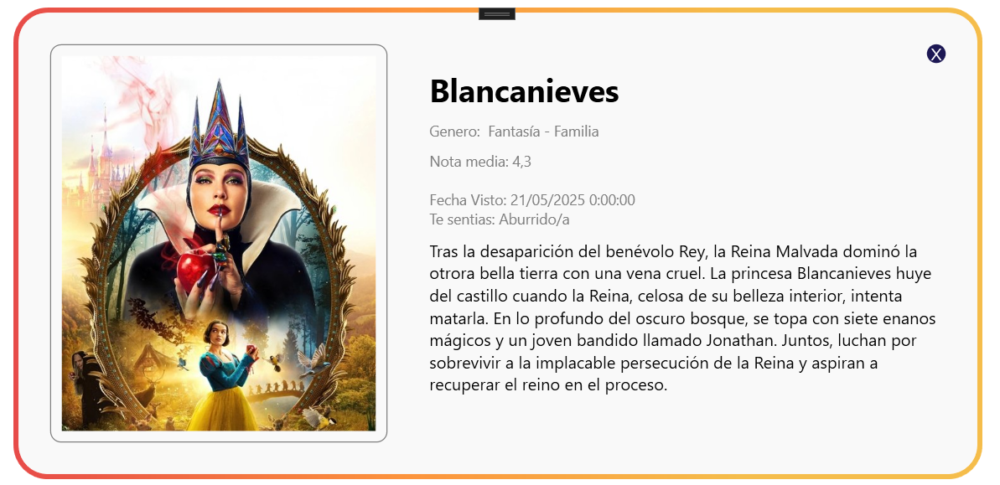 X
Blancanieves
Genero:  Fantasía - Familia
Nota media: 4,3
Fecha Visto: 21/05/2025 0:00:00
Te sentias: Aburrido/a
Tras la desaparición del benévolo Rey, la Reina Malvada dominó la
otrora bella tierra con una vena cruel. La princesa Blancanieves huye
del castillo cuando la Reina, celosa de su belleza interior, intenta
matarla. En lo profundo del oscuro bosque, se topa con siete enanos
mágicos y un joven bandido llamado Jonathan. Juntos, luchan por
sobrevivir a la implacable persecución de la Reina y aspiran a
recuperar el reino en el proceso.